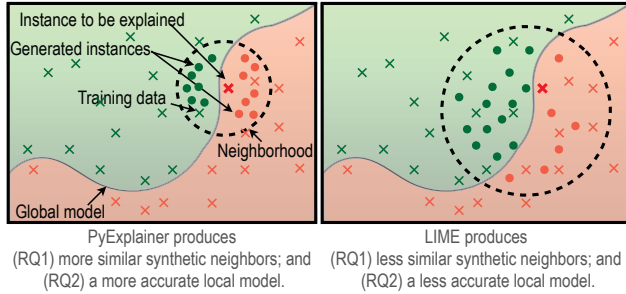 Instance to be explained
Generated instances
Training data
Neighborhood
Global model
PyExplainer produces
(RQ1) more similar synthetic neighbors; and
(RQ2) a more accurate local model.
LIME produces
(RQ1) less similar synthetic neighbors; and
(RQ2) a less accurate local model.